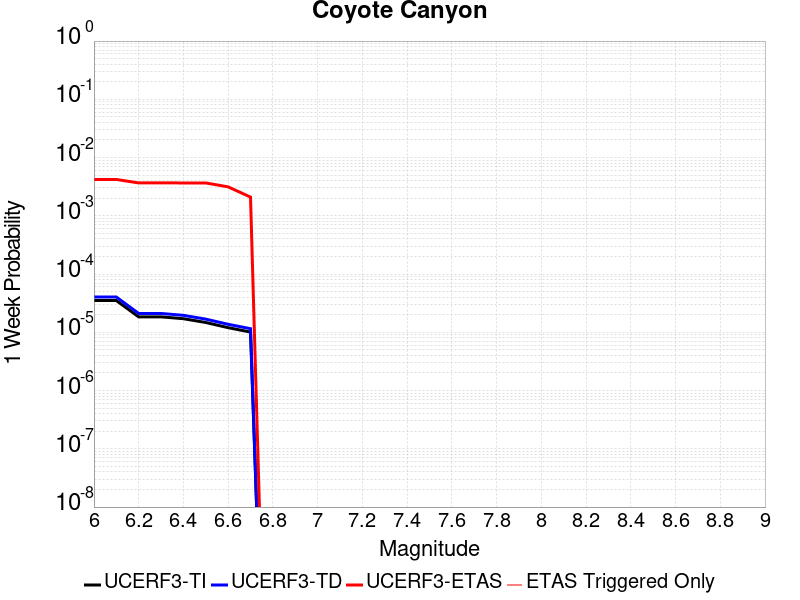 Coyote Canyon
1 Week Probability
10^0
10^-1
10^-2
10^-3
10^-4
10^-5
10^-6
10^-7
10^-8
6 6.2 6.4 6.6 6.8 7 7.2 7.4 7.6 7.8 8 8.2 8.4 8.6 8.8 9
Magnitude
UCERF3-TI UCERF3-TD UCERF3-ETAS ETAS Triggered Only